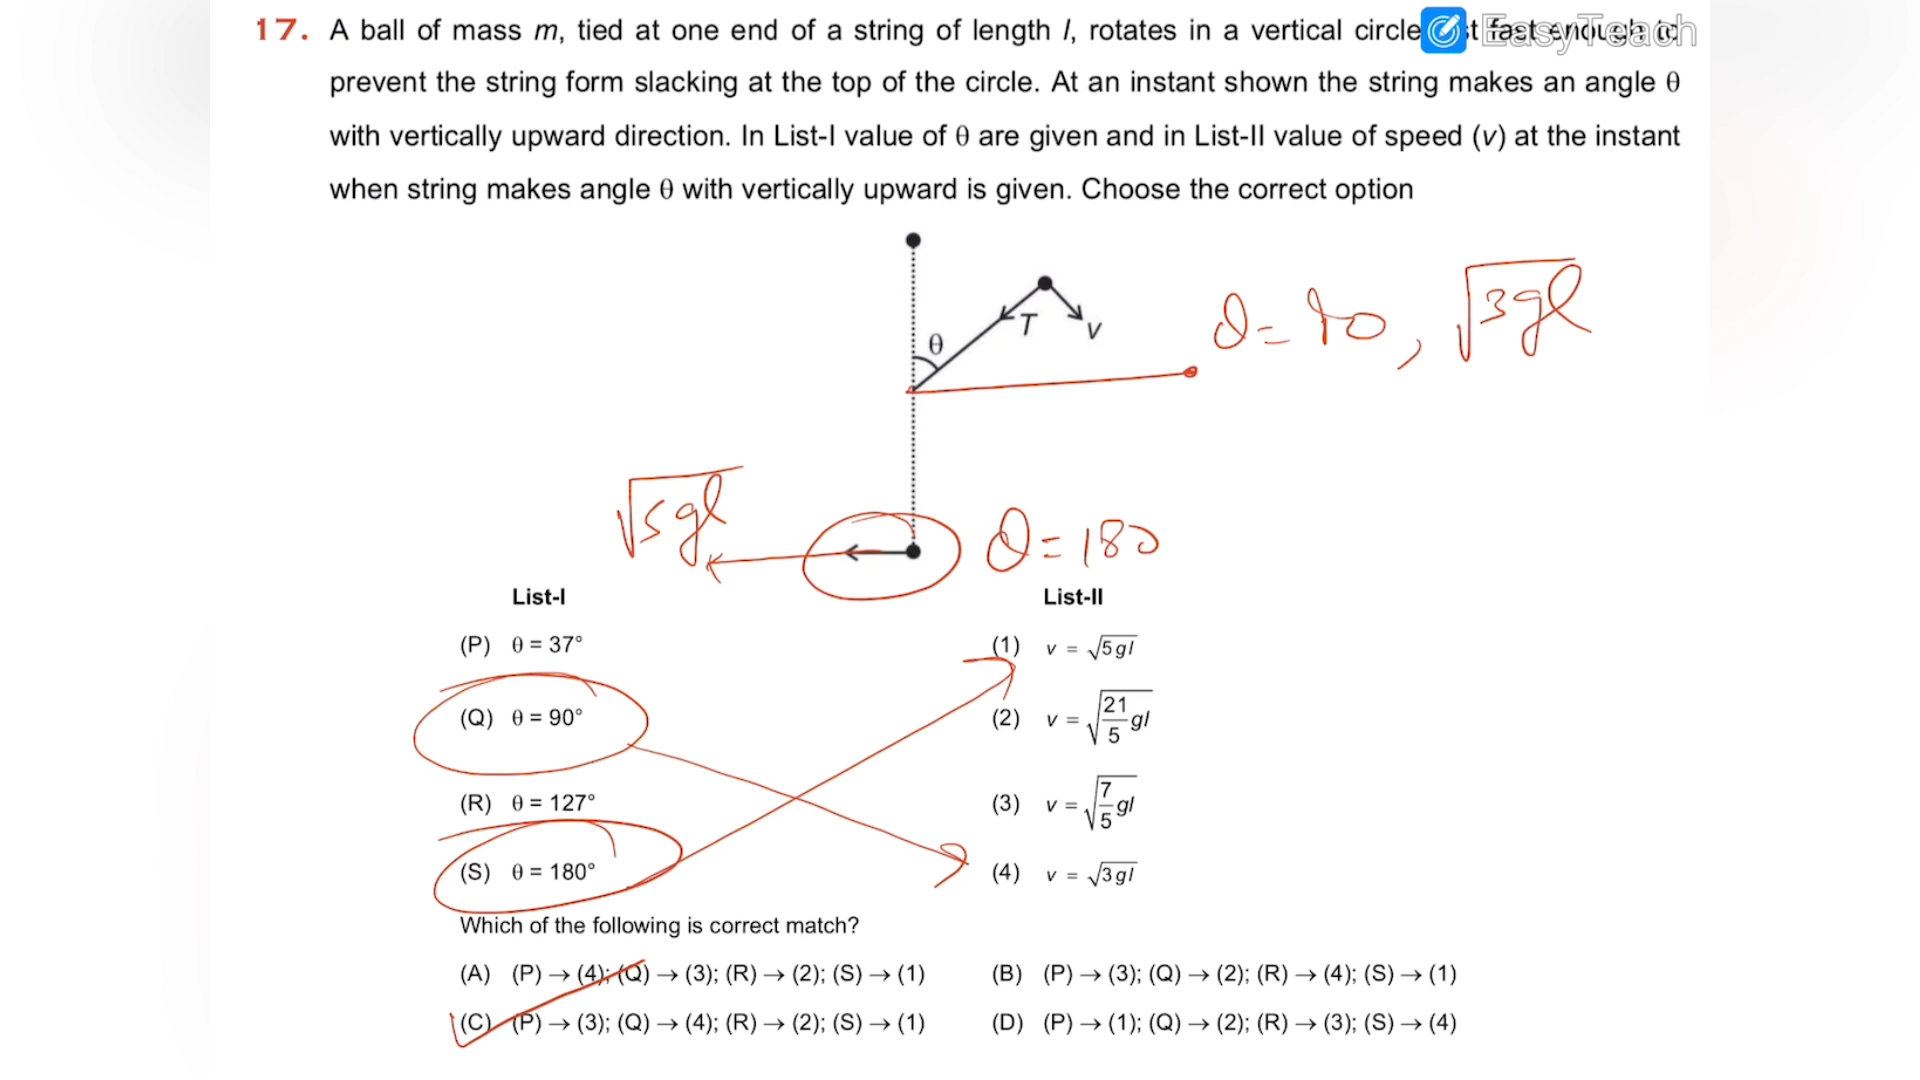 17. A ball of mass m, tied at one end of a string of length l, rotates in a vertical circle st fast enough to
EasyTeach
prevent the string form slacking at the top of the circle. At an instant shown the string makes an angle θ
with vertically upward direction. In List-I value of θ are given and in List-II value of speed (v) at the instant
when string makes angle θ with vertically upward is given. Choose the correct option
θ T v
θ = 90, √3gl
√5gl
θ = 180
List-I List-II
(P) θ = 37° (1) v = √5gl
(Q) θ = 90° (2) v = √(21/5)gl
(R) θ = 127° (3) v = √(7/5)gl
(S) θ = 180° (4) v = √3gl
Which of the following is correct match?
(A) (P) → (4); (Q) → (3); (R) → (2); (S) → (1) (B) (P) → (3); (Q) → (2); (R) → (4); (S) → (1)
(C) (P) → (3); (Q) → (4); (R) → (2); (S) → (1) (D) (P) → (1); (Q) → (2); (R) → (3); (S) → (4)